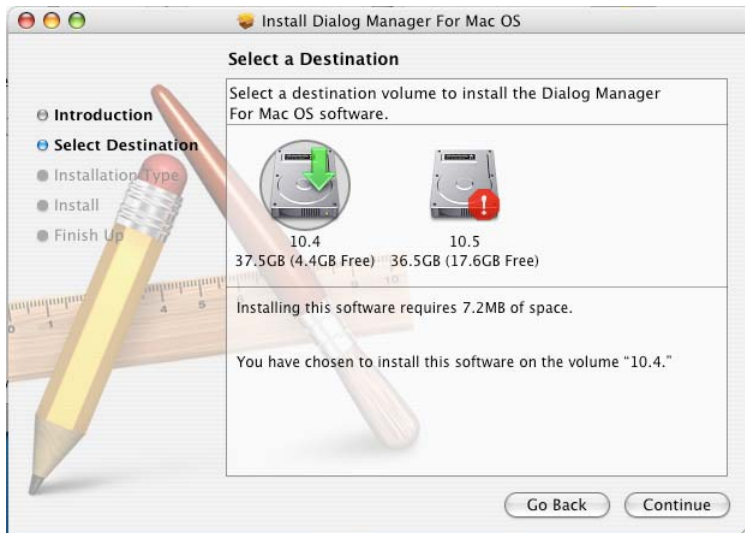 Install Dialog Manager For Mac OS
Select a Destination
Introduction
Select Destination
Installation Type
Install
Finish Up
Select a destination volume to install the Dialog Manager
For Mac OS software.
10.4
37.5GB (4.4GB Free)
10.5
36.5GB (17.6GB Free)
Installing this software requires 7.2MB of space.
You have chosen to install this software on the volume “10.4.”
Go Back
Continue